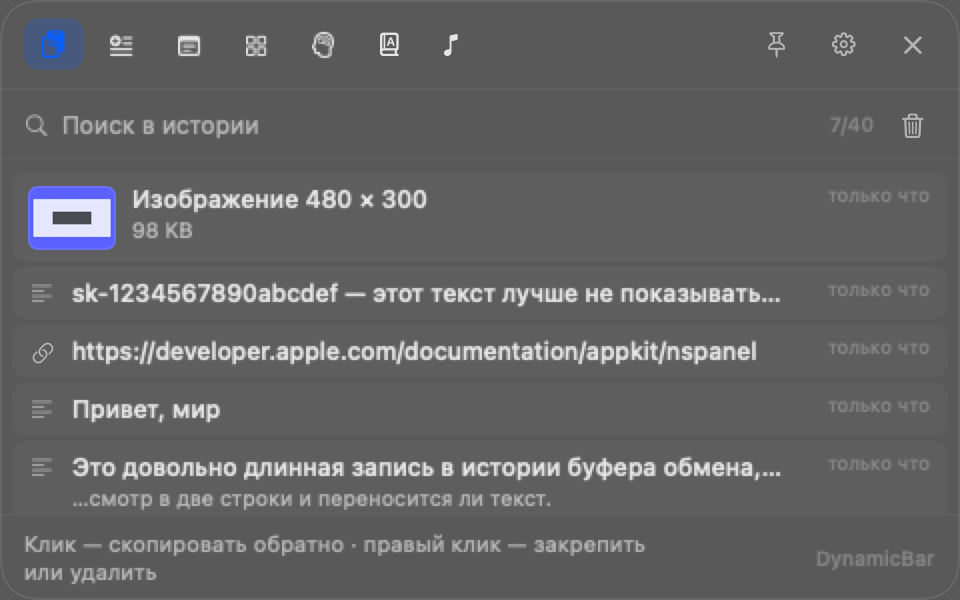 Поиск в истории
7/40
Изображение 480 × 300
только что
98 KB
sk-1234567890abcdef — этот текст лучше не показывать…
только что
https://developer.apple.com/documentation/appkit/nspanel
только что
Привет, мир
только что
Это довольно длинная запись в истории буфера обмена,…
только что
…смотр в две строки и переносится ли текст.
Клик — скопировать обратно · правый клик — закрепить
или удалить
DynamicBar